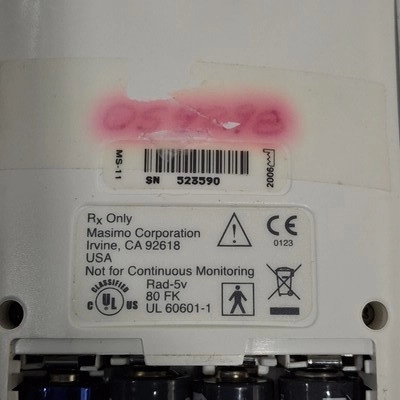 MS-11
SN 523590
2006
Rx Only
Masimo Corporation
Irvine, CA 92618
USA
Not for Continuous Monitoring
CE
0123
CLASSIFIED
C UL US
Rad-5v
80 FK
UL 60601-1